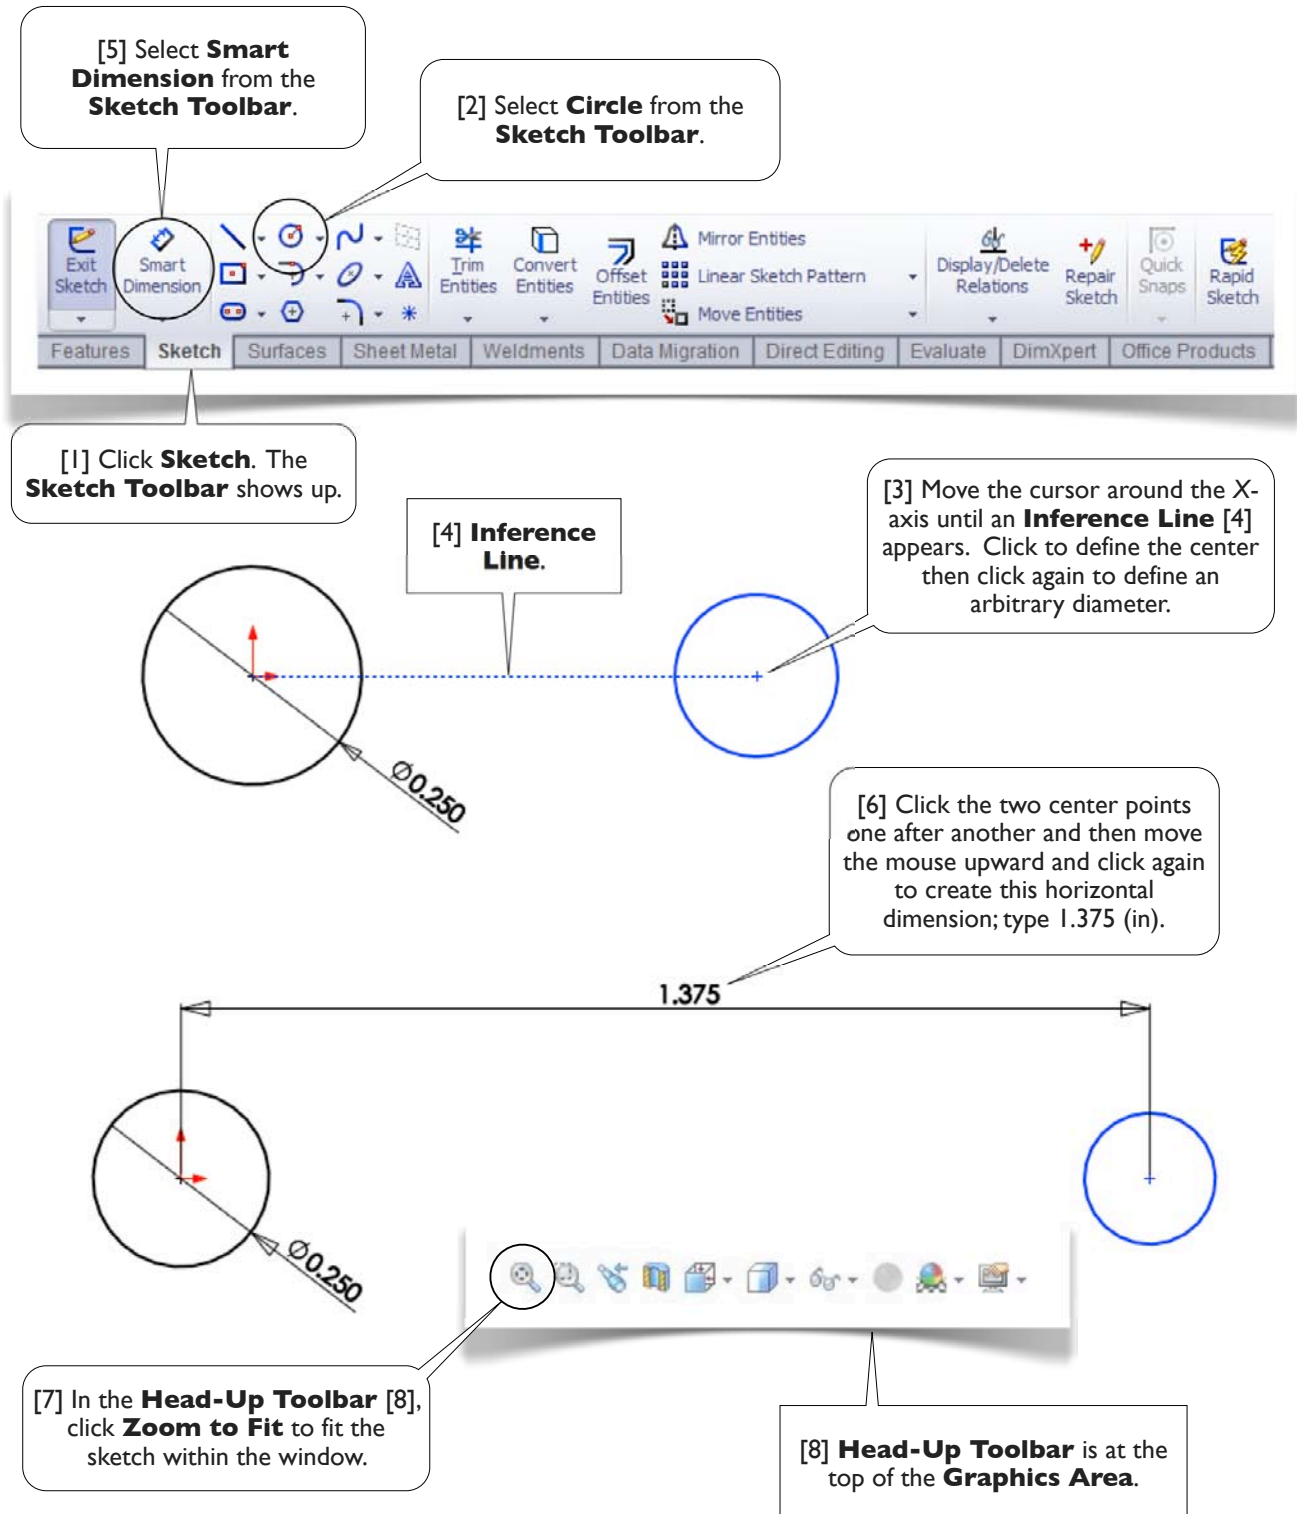 [5] Select Smart
Dimension from the
Sketch Toolbar.
[2] Select Circle from the
Sketch Toolbar.
Exit
Sketch
Smart
Dimension
Trim
Entities
Convert
Entities
Offset
Entities
Mirror Entities
Linear Sketch Pattern
Move Entities
Display/Delete
Relations
Repair
Sketch
Quick
Snaps
Rapid
Sketch
Features
Sketch
Surfaces
Sheet Metal
Weldments
Data Migration
Direct Editing
Evaluate
DimXpert
Office Products
[1] Click Sketch. The
Sketch Toolbar shows up.
[4] Inference
Line.
[3] Move the cursor around the X-
axis until an Inference Line [4]
appears. Click to define the center
then click again to define an
arbitrary diameter.
Ø0.250
[6] Click the two center points
one after another and then move
the mouse upward and click again
to create this horizontal
dimension; type 1.375 (in).
1.375
Ø0.250
[7] In the Head-Up Toolbar [8],
click Zoom to Fit to fit the
sketch within the window.
[8] Head-Up Toolbar is at the
top of the Graphics Area.